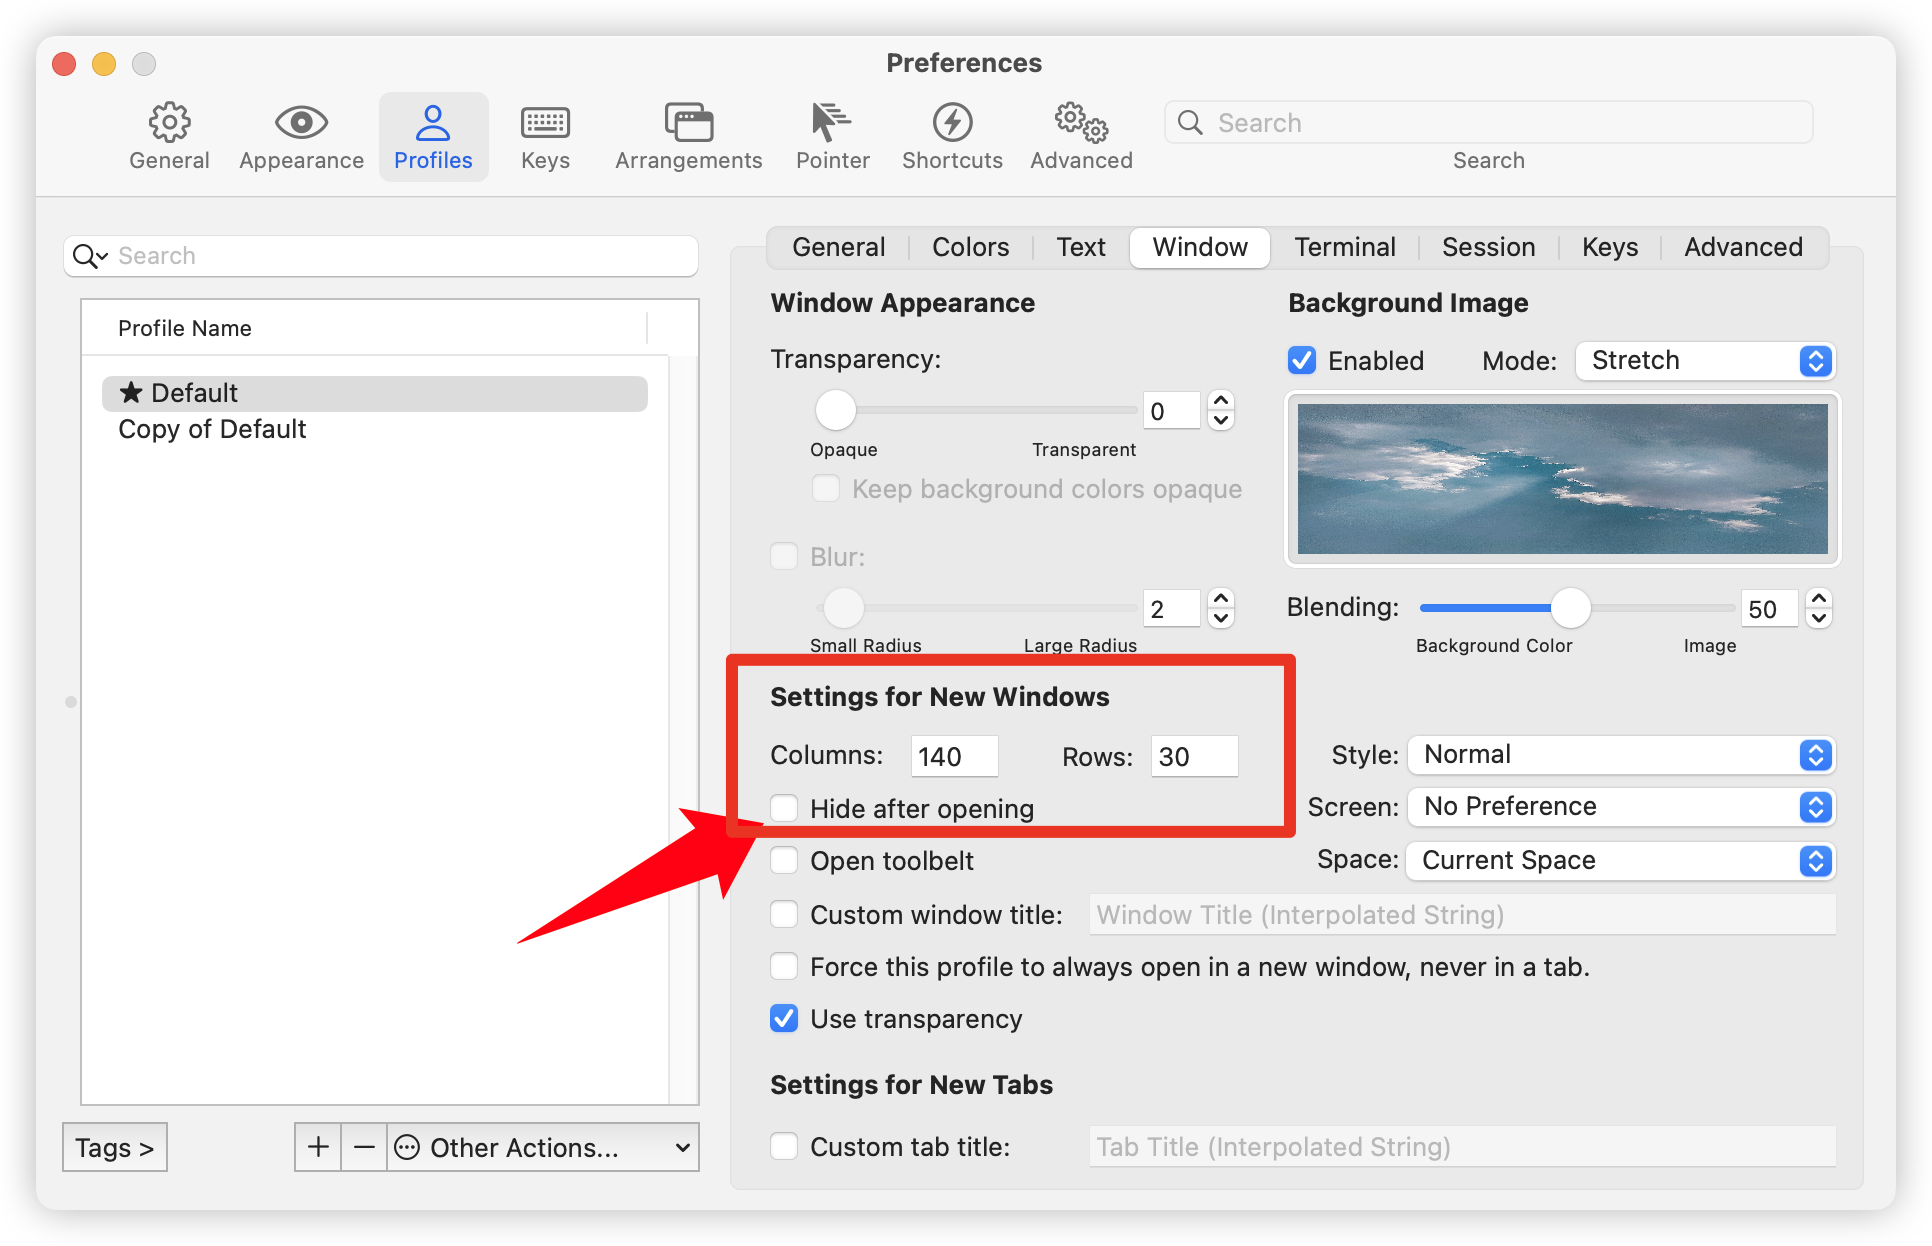 Preferences
General Appearance Profiles Keys Arrangements Pointer Shortcuts Advanced
Search
Search
Search
Profile Name
Default
Copy of Default
Tags >
Other Actions...
General Colors Text Window Terminal Session Keys Advanced
Window Appearance
Transparency:
0
Opaque Transparent
Keep background colors opaque
Blur:
2
Small Radius Large Radius
Background Image
Enabled Mode: Stretch
Blending: 50
Background Color Image
Settings for New Windows
Columns: 140 Rows: 30
Style: Normal
Hide after opening
Screen: No Preference
Open toolbelt
Space: Current Space
Custom window title: Window Title (Interpolated String)
Force this profile to always open in a new window, never in a tab.
Use transparency
Settings for New Tabs
Custom tab title: Tab Title (Interpolated String)